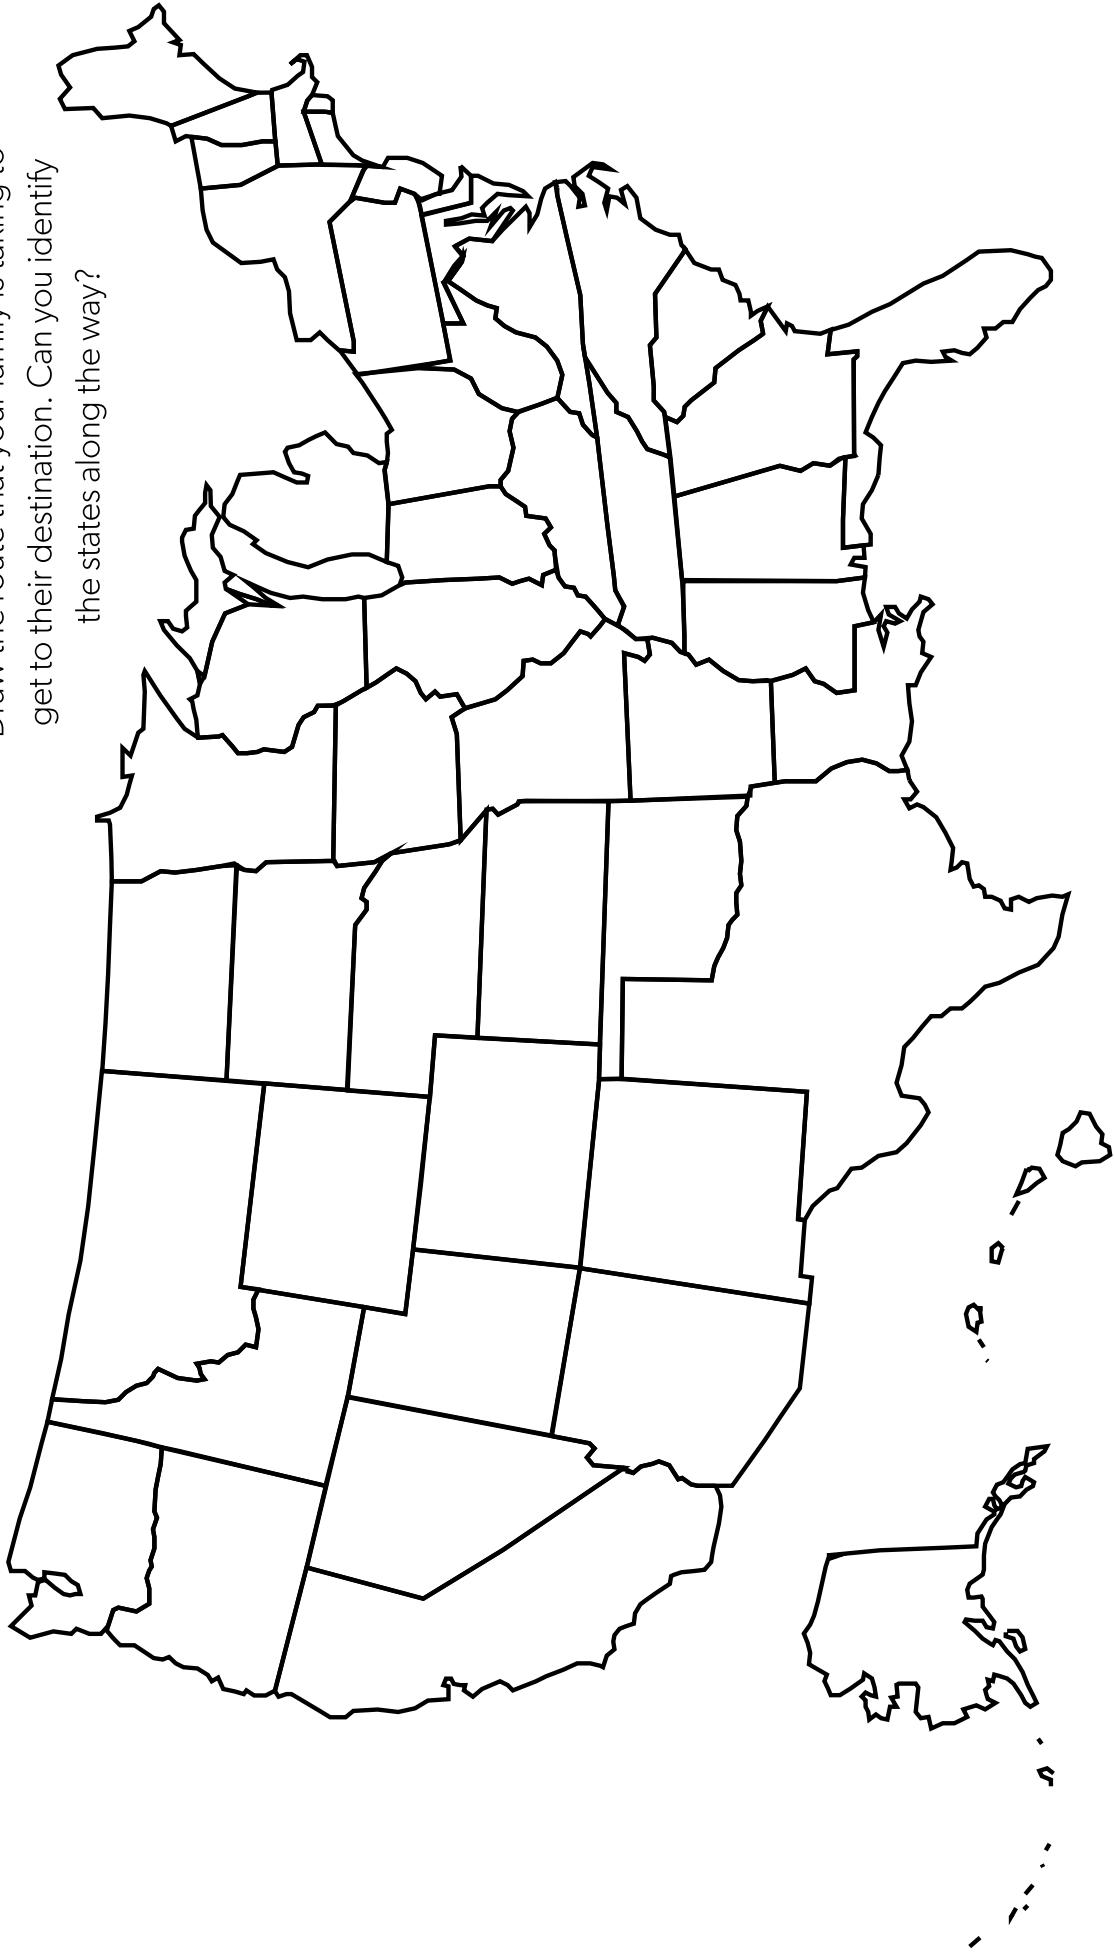 Draw the route that your family is taking to
get to their destination. Can you identify
the states along the way?